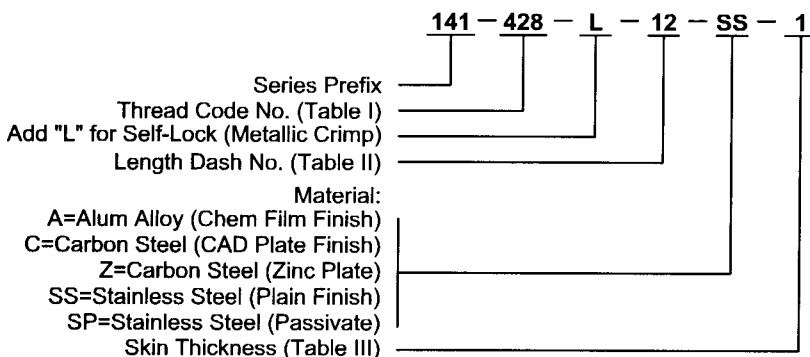 141 – 428 – L – 12 – SS – 1
Series Prefix
Thread Code No. (Table I)
Add "L" for Self-Lock (Metallic Crimp)
Length Dash No. (Table II)
Material:
A=Alum Alloy (Chem Film Finish)
C=Carbon Steel (CAD Plate Finish)
Z=Carbon Steel (Zinc Plate)
SS=Stainless Steel (Plain Finish)
SP=Stainless Steel (Passivate)
Skin Thickness (Table III)